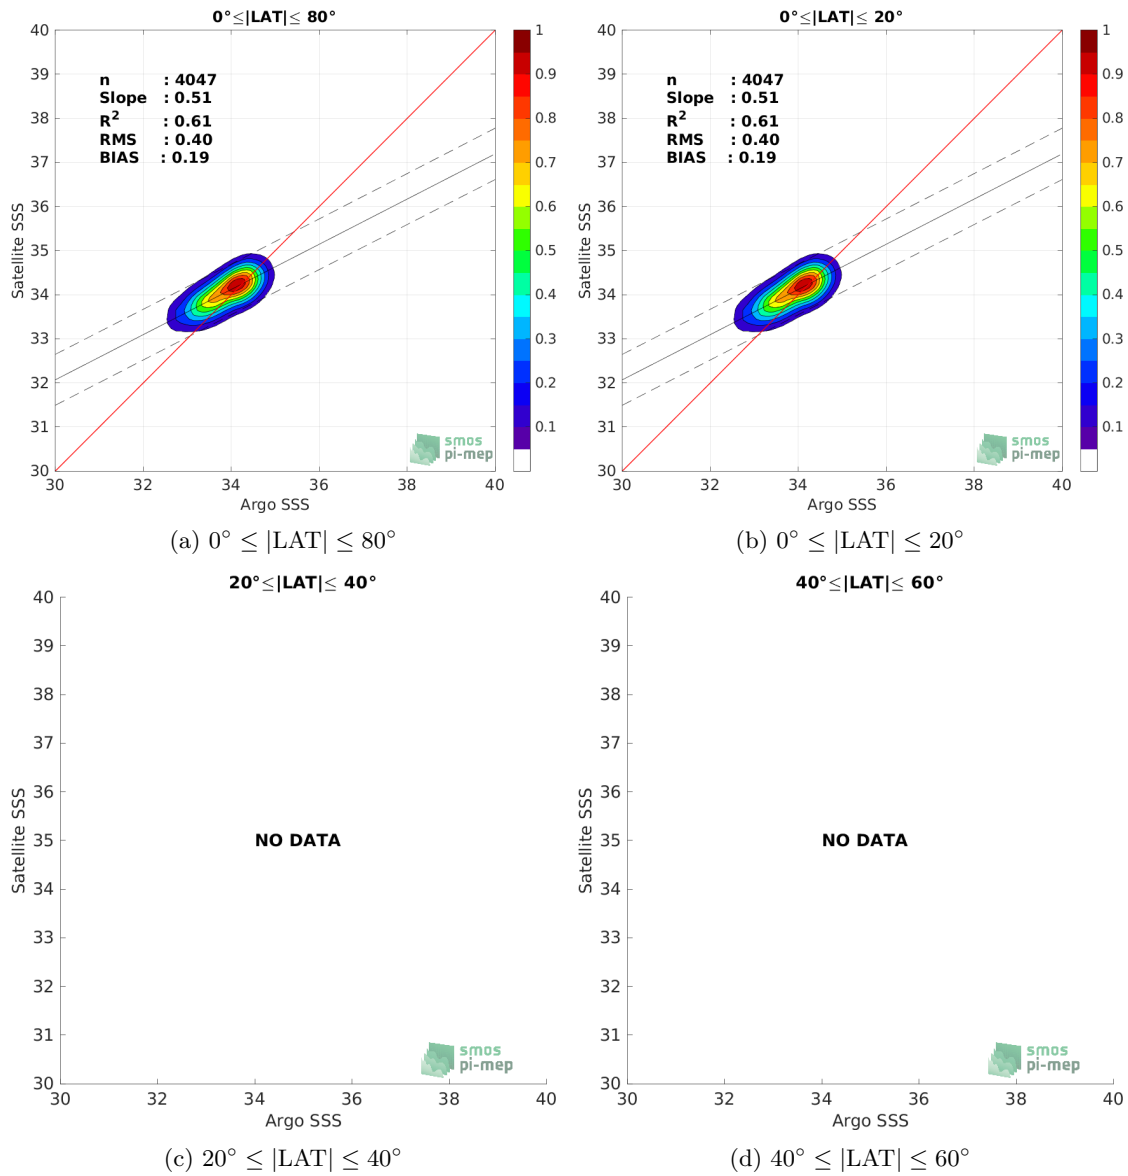 0°≤|LAT|≤ 80°
40
39
38
37
36
35
34
33
32
31
30
Satellite SSS
n : 4047
Slope : 0.51
R² : 0.61
RMS : 0.40
BIAS : 0.19
smos
pi-mep
30 32 34 36 38 40
Argo SSS
1
0.9
0.8
0.7
0.6
0.5
0.4
0.3
0.2
0.1
(a) 0° ≤ |LAT| ≤ 80°
0°≤|LAT|≤ 20°
40
39
38
37
36
35
34
33
32
31
30
Satellite SSS
n : 4047
Slope : 0.51
R² : 0.61
RMS : 0.40
BIAS : 0.19
smos
pi-mep
30 32 34 36 38 40
Argo SSS
1
0.9
0.8
0.7
0.6
0.5
0.4
0.3
0.2
0.1
(b) 0° ≤ |LAT| ≤ 20°
20°≤|LAT|≤ 40°
40
39
38
37
36
35
34
33
32
31
30
Satellite SSS
NO DATA
smos
pi-mep
30 32 34 36 38 40
Argo SSS
(c) 20° ≤ |LAT| ≤ 40°
40°≤|LAT|≤ 60°
40
39
38
37
36
35
34
33
32
31
30
Satellite SSS
NO DATA
smos
pi-mep
30 32 34 36 38 40
Argo SSS
(d) 40° ≤ |LAT| ≤ 60°